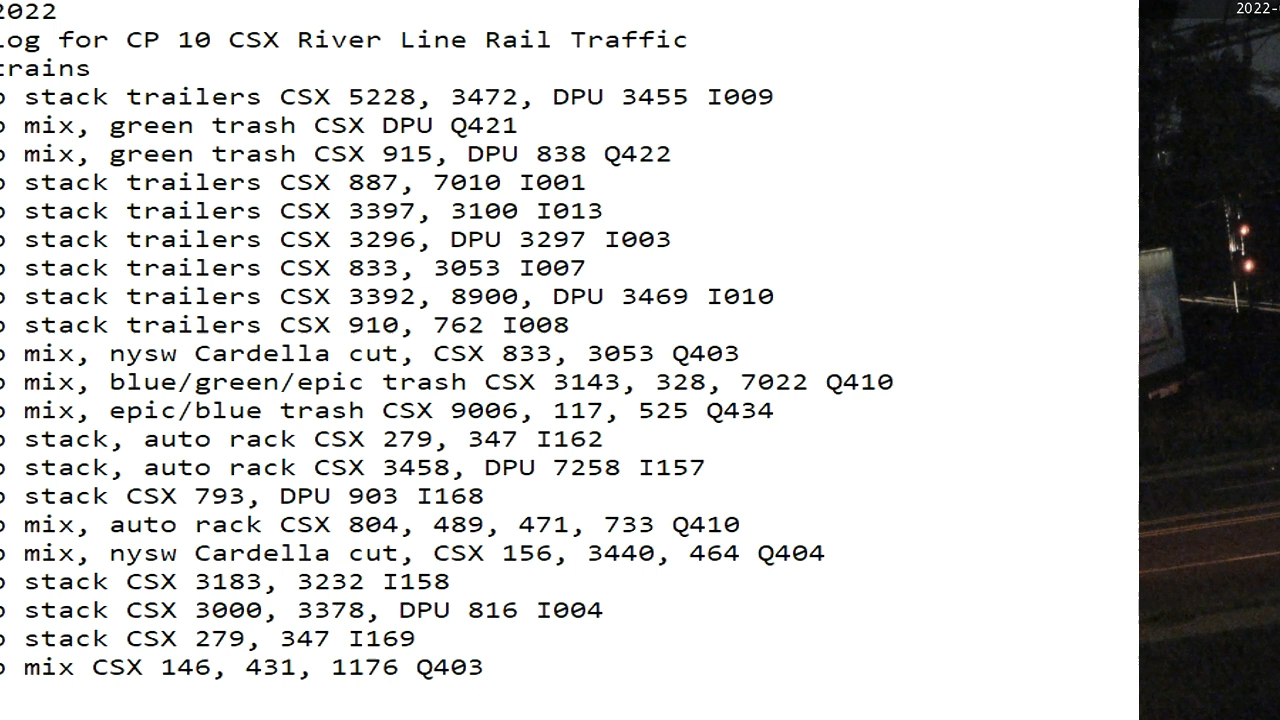 2022
Log for CP 10 CSX River Line Rail Traffic
trains
stack trailers CSX 5228, 3472, DPU 3455 I009
mix, green trash CSX DPU Q421
mix, green trash CSX 915, DPU 838 Q422
stack trailers CSX 887, 7010 I001
stack trailers CSX 3397, 3100 I013
stack trailers CSX 3296, DPU 3297 I003
stack trailers CSX 833, 3053 I007
stack trailers CSX 3392, 8900, DPU 3469 I010
stack trailers CSX 910, 762 I008
mix, nysw Cardella cut, CSX 833, 3053 Q403
mix, blue/green/epic trash CSX 3143, 328, 7022 Q410
mix, epic/blue trash CSX 9006, 117, 525 Q434
stack, auto rack CSX 279, 347 I162
stack, auto rack CSX 3458, DPU 7258 I157
stack CSX 793, DPU 903 I168
mix, auto rack CSX 804, 489, 471, 733 Q410
mix, nysw Cardella cut, CSX 156, 3440, 464 Q404
stack CSX 3183, 3232 I158
stack CSX 3000, 3378, DPU 816 I004
stack CSX 279, 347 I169
mix CSX 146, 431, 1176 Q403
2022-